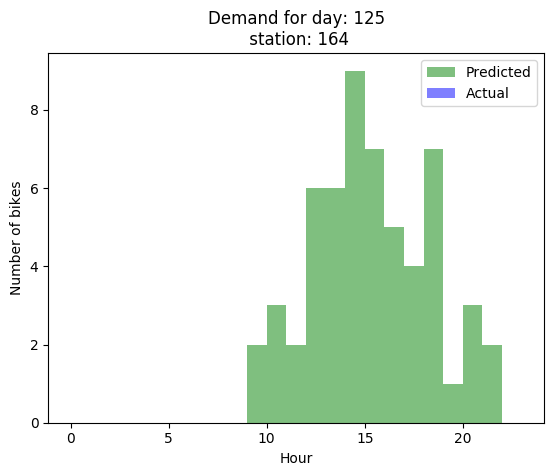 Demand for day: 125
station: 164
Predicted
Actual
Number of bikes
8
6
4
2
0
0
5
10
15
20
Hour